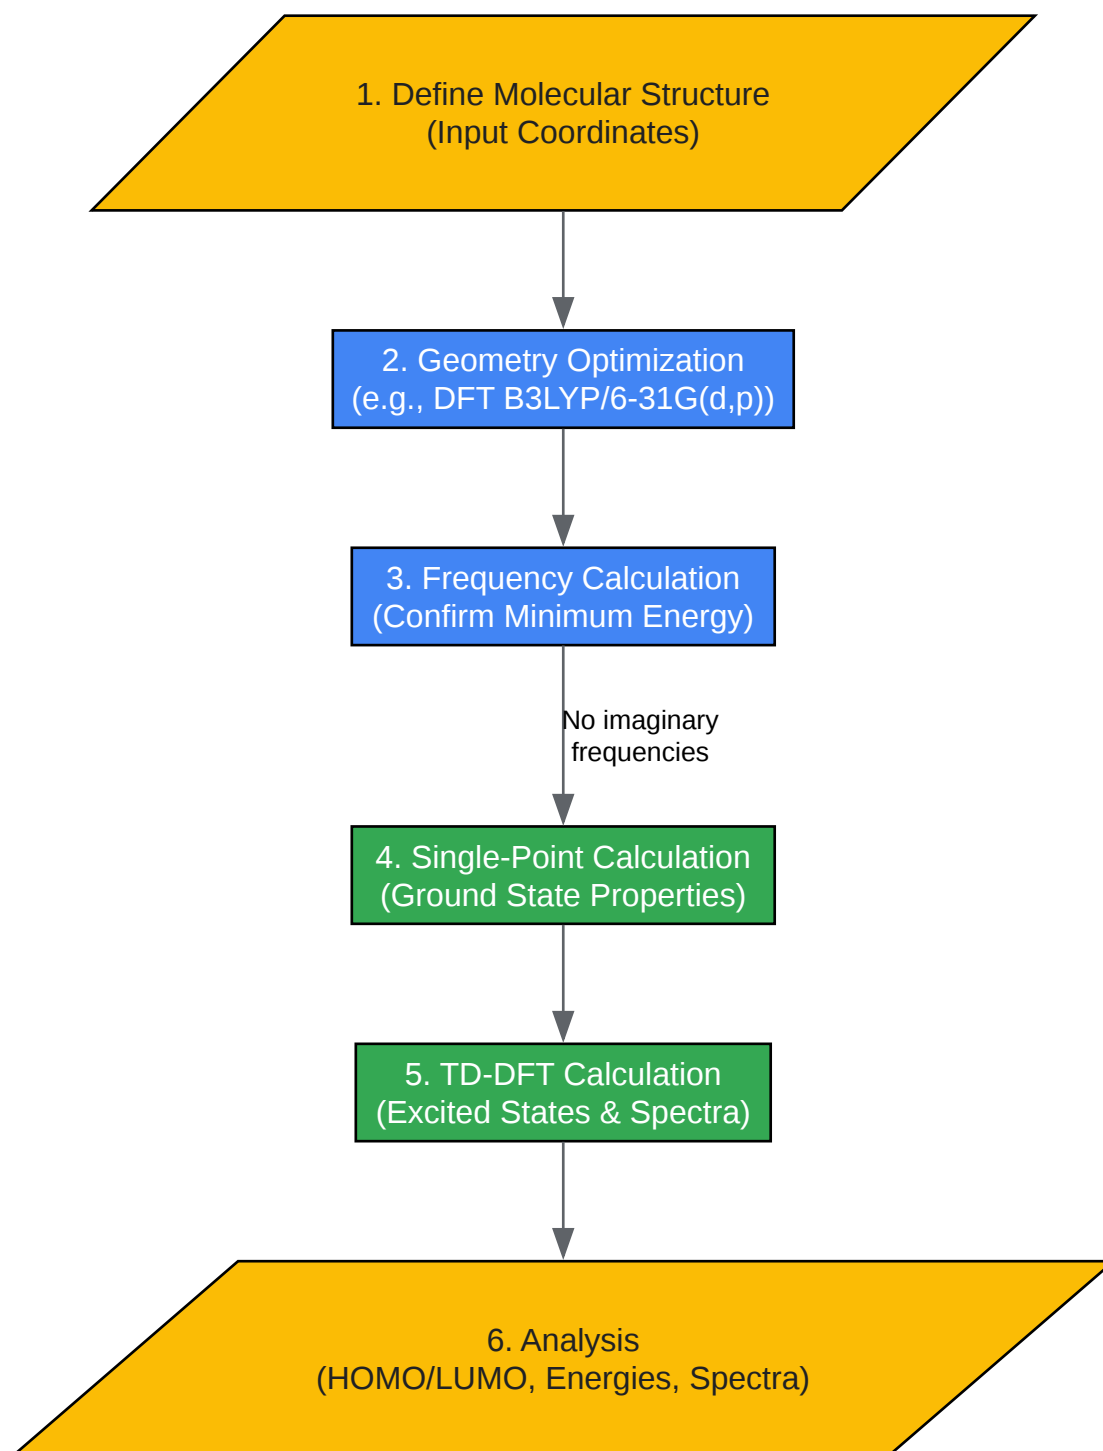 1. Define Molecular Structure
(Input Coordinates)
2. Geometry Optimization
(e.g., DFT B3LYP/6-31G(d,p))
3. Frequency Calculation
(Confirm Minimum Energy)
No imaginary
frequencies
4. Single-Point Calculation
(Ground State Properties)
5. TD-DFT Calculation
(Excited States & Spectra)
6. Analysis
(HOMO/LUMO, Energies, Spectra)